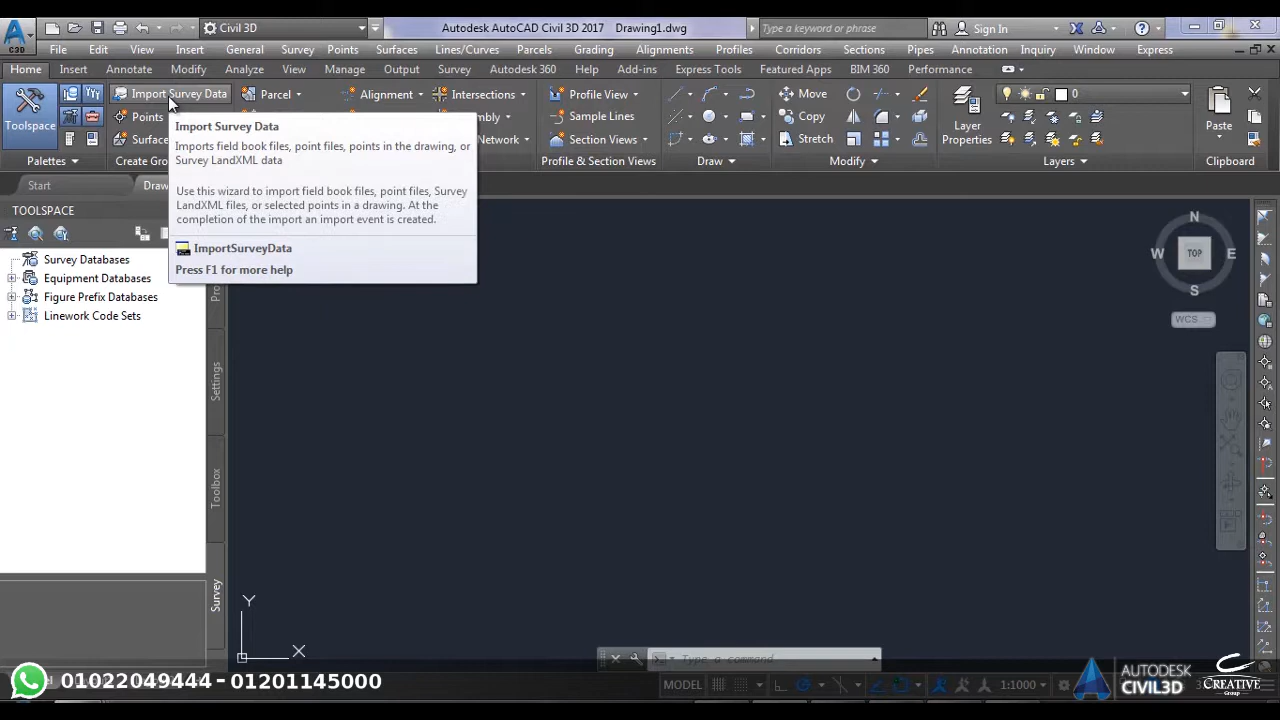 Civil 3D
Autodesk AutoCAD Civil 3D 2017 Drawing1.dwg
Type a keyword or phrase
Sign In
C3D
File Edit View Insert General Survey Points Surfaces Lines/Curves Parcels Grading Alignments Profiles Corridors Sections Pipes Annotation Inquiry Window Express
Home Insert Annotate Modify Analyze View Manage Output Survey Autodesk 360 Help Add-ins Express Tools Featured Apps BIM 360 Performance
Import Survey Data Parcel Alignment Intersections Profile View Move 0
Points Sample Lines Copy
Toolspace Surface Network Section Views Stretch Layer Properties Paste
Palettes Create Gro Profile & Section Views Draw Modify Layers Clipboard
Import Survey Data
Imports field book files, point files, points in the drawing, or
Survey LandXML data
Use this wizard to import field book files, point files, Survey
LandXML files, or selected points in a drawing. At the
completion of the import an import event is created.
ImportSurveyData
Press F1 for more help
Start Draw
TOOLSPACE
Survey Databases
Equipment Databases
Figure Prefix Databases
Linework Code Sets
Settings
Toolbox
Survey
N
W TOP E
S
WCS
Y
X
Type a command
MODEL 1:1000
01022049444 - 01201145000
AUTODESK
CIVIL3D
CREATIVE
Group